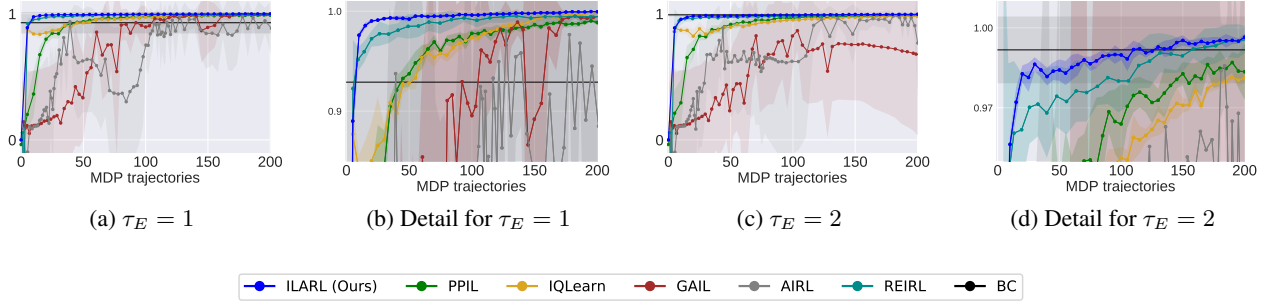 1
0
0 50 100 150 200
MDP trajectories
(a) τ_E = 1
1.0
0.9
0 50 100 150 200
MDP trajectories
(b) Detail for τ_E = 1
1
0
0 50 100 150 200
MDP trajectories
(c) τ_E = 2
1.00
0.97
0 50 100 150 200
MDP trajectories
(d) Detail for τ_E = 2
ILARL (Ours) PPIL IQLearn GAIL AIRL REIRL BC